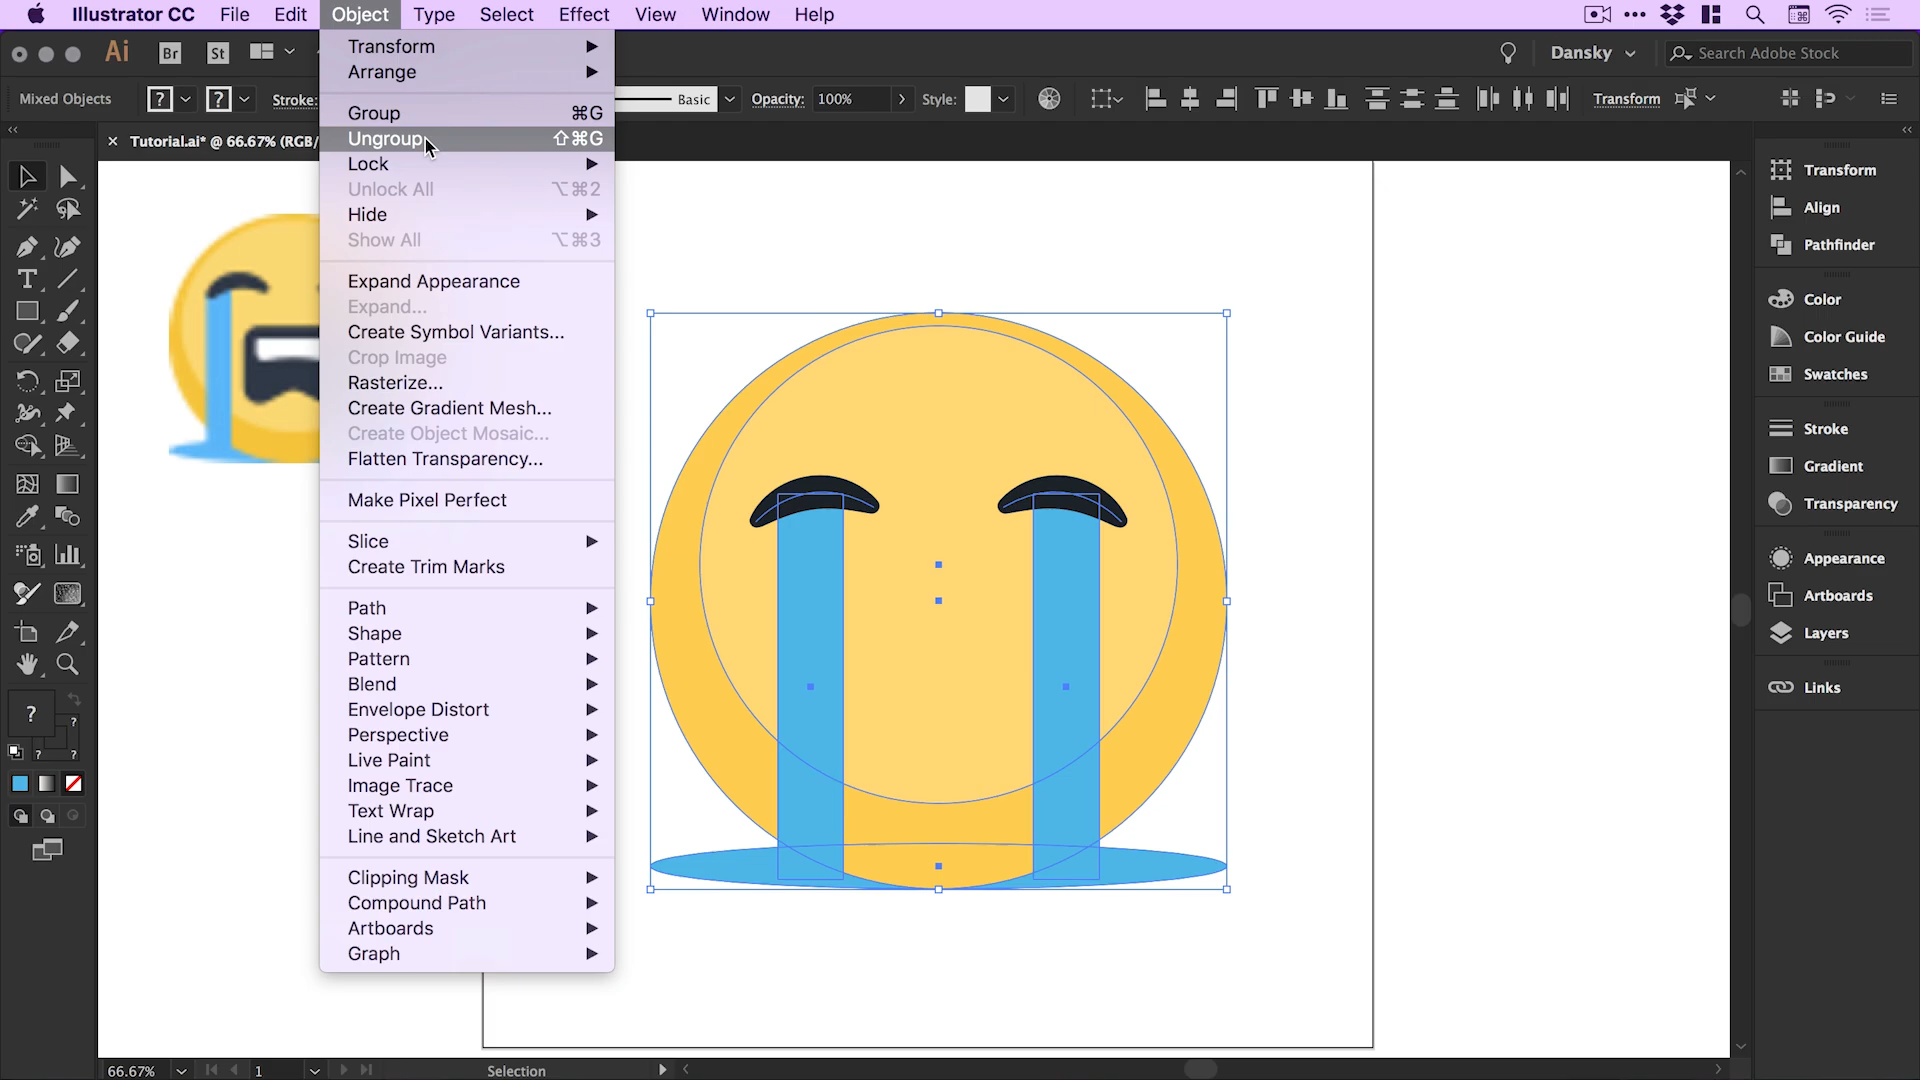 Illustrator CC File Edit Object Type Select Effect View Window Help
Ai Br St Dansky Search Adobe Stock
Mixed Objects ? ? Stroke: Basic Opacity: 100% Style: Transform
× Tutorial.ai* @ 66.67% (RGB/
Transform
Arrange
Group ⌘G
Ungroup ⇧⌘G
Lock
Unlock All ⌥⌘2
Hide
Show All ⌥⌘3
Expand Appearance
Expand...
Create Symbol Variants...
Crop Image
Rasterize...
Create Gradient Mesh...
Create Object Mosaic...
Flatten Transparency...
Make Pixel Perfect
Slice
Create Trim Marks
Path
Shape
Pattern
Blend
Envelope Distort
Perspective
Live Paint
Image Trace
Text Wrap
Line and Sketch Art
Clipping Mask
Compound Path
Artboards
Graph
T
?
?
? ?
Transform
Align
Pathfinder
Color
Color Guide
Swatches
Stroke
Gradient
Transparency
Appearance
Artboards
Layers
Links
66.67% 1 Selection